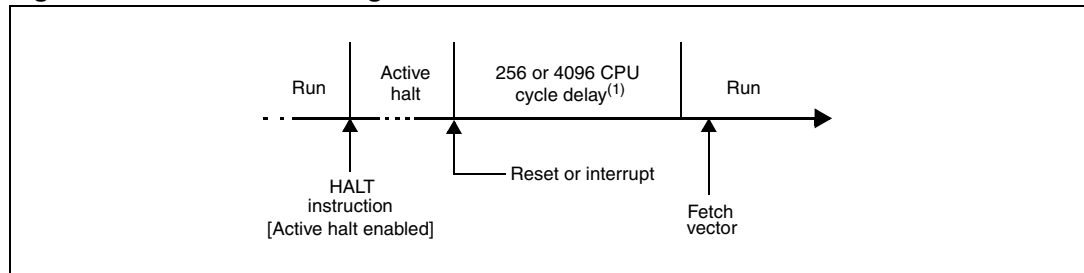 Run
Active
halt
256 or 4096 CPU
cycle delay(1)
Run
Reset or interrupt
HALT
instruction
[Active halt enabled]
Fetch
vector